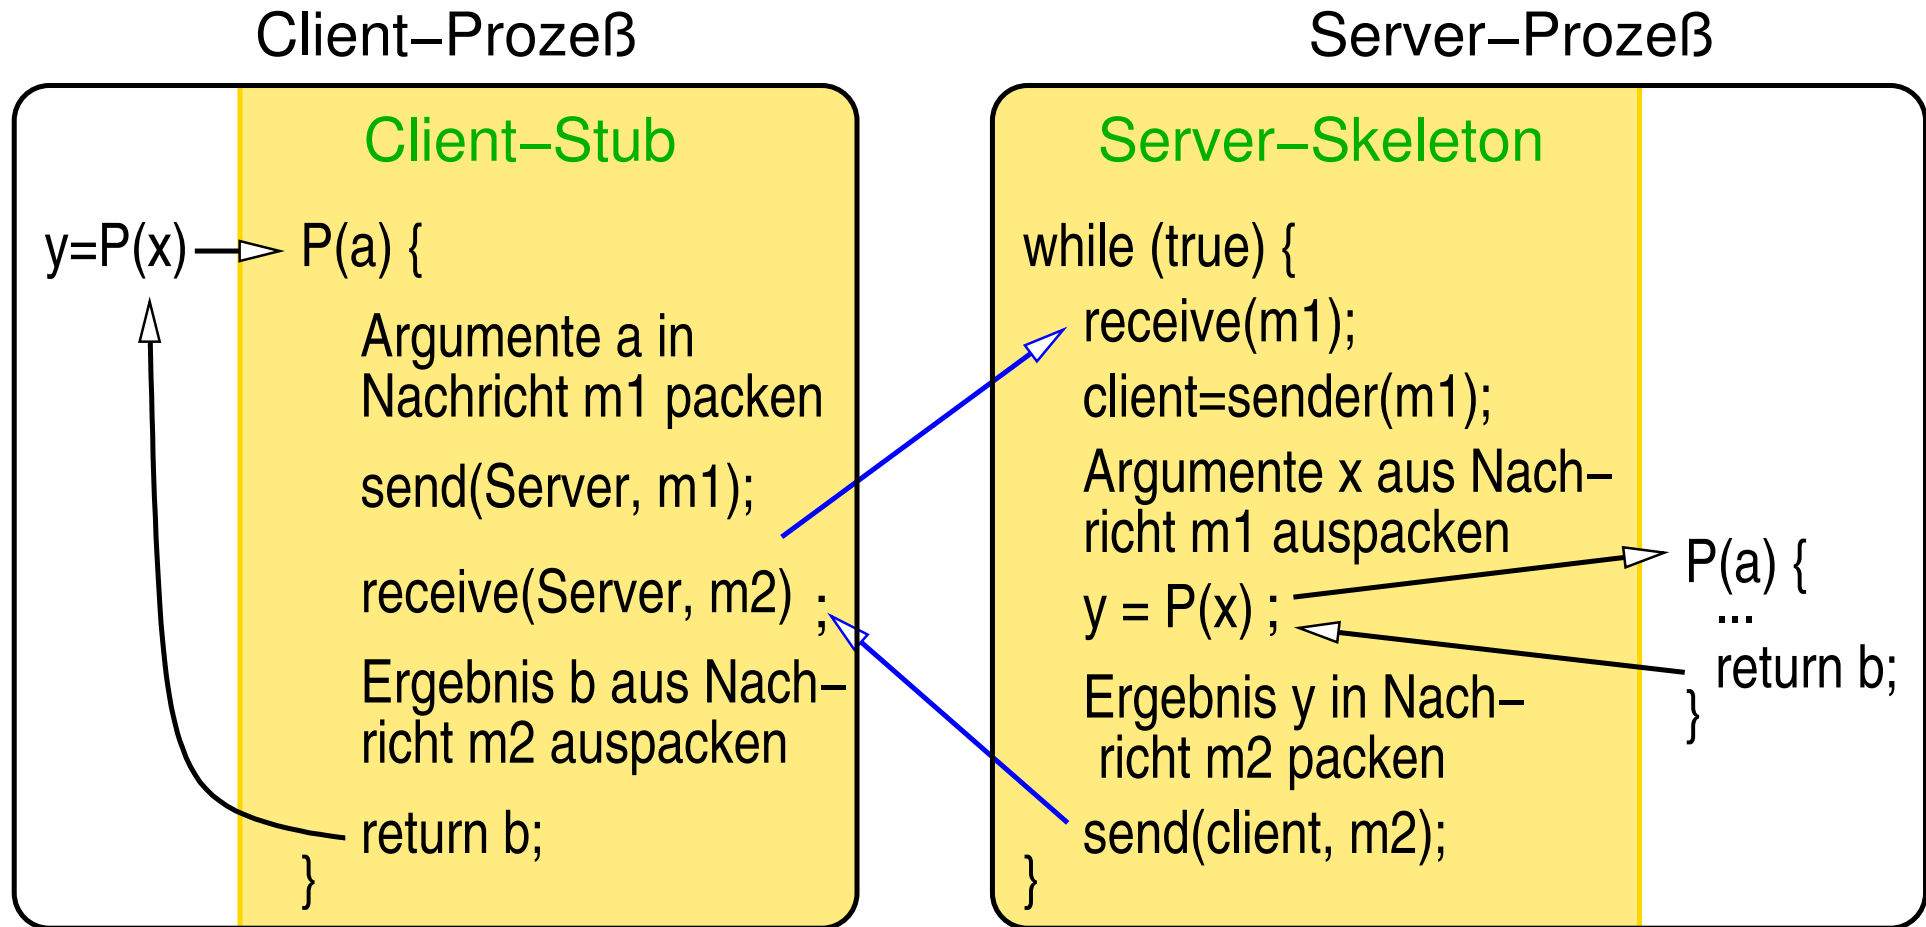 Client–Prozeß
Client–Stub
y=P(x)
P(a) {
Argumente a in
Nachricht m1 packen
send(Server, m1);
receive(Server, m2) ;
Ergebnis b aus Nach–
richt m2 auspacken
return b;
}
Server–Prozeß
Server–Skeleton
while (true) {
receive(m1);
client=sender(m1);
Argumente x aus Nach–
richt m1 auspacken
y = P(x) ;
Ergebnis y in Nach–
richt m2 packen
send(client, m2);
}
P(a) {
...
return b;
}